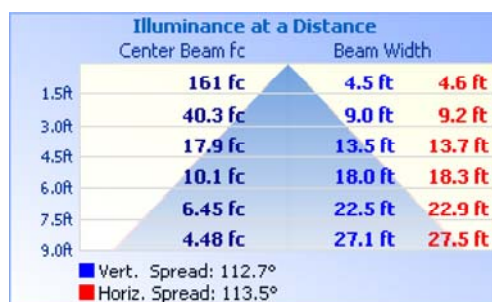 Illuminance at a Distance
Center Beam fc Beam Width
1.5ft 161 fc 4.5 ft 4.6 ft
3.0ft 40.3 fc 9.0 ft 9.2 ft
4.5ft 17.9 fc 13.5 ft 13.7 ft
6.0ft 10.1 fc 18.0 ft 18.3 ft
7.5ft 6.45 fc 22.5 ft 22.9 ft
9.0ft 4.48 fc 27.1 ft 27.5 ft
Vert. Spread: 112.7°
Horiz. Spread: 113.5°